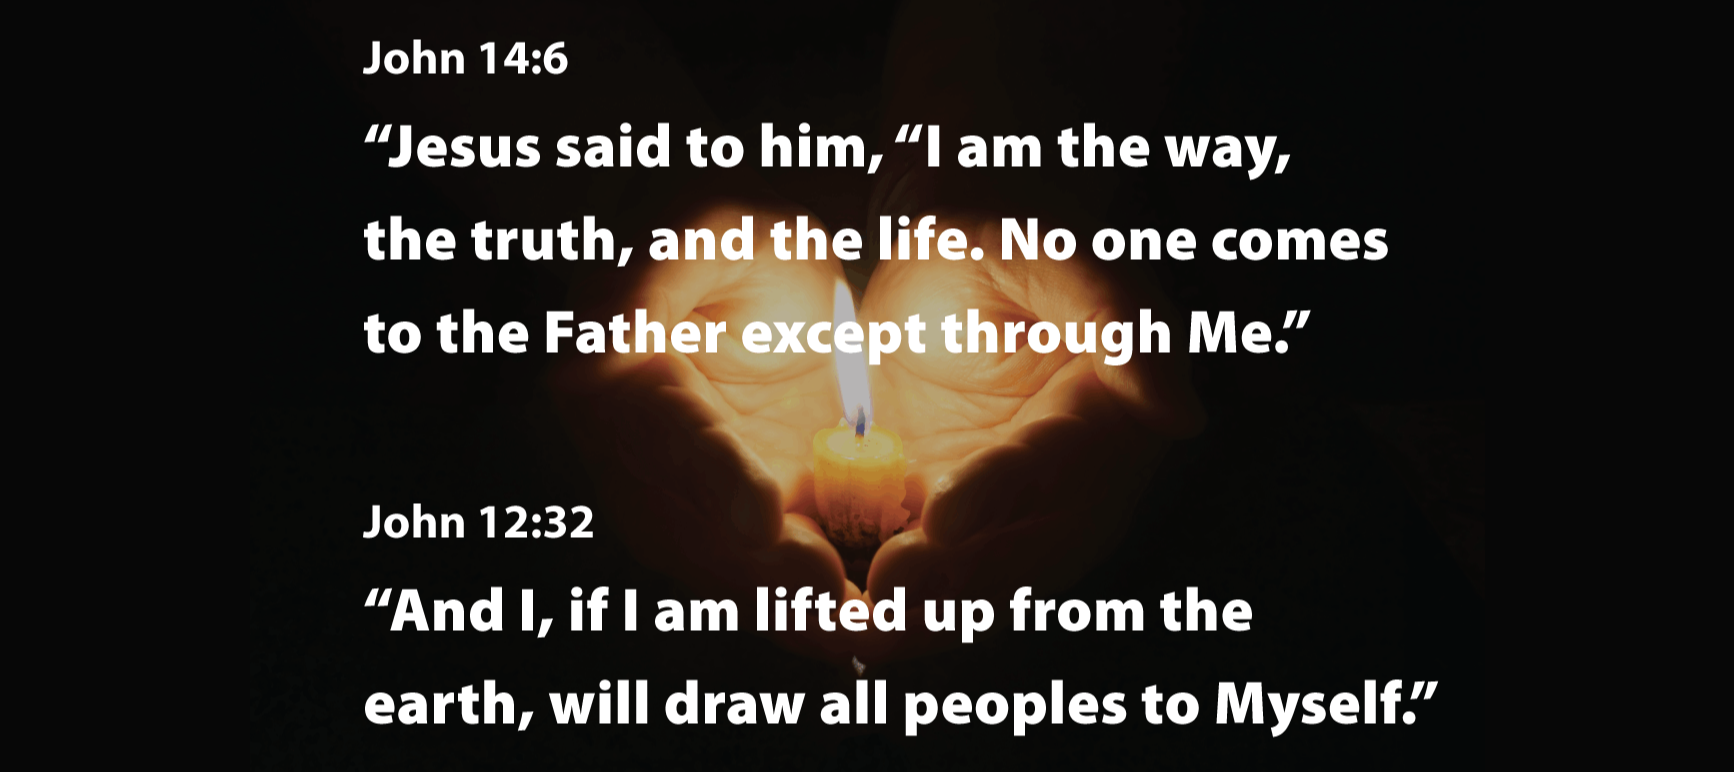 John 14:6
“Jesus said to him, “I am the way,
the truth, and the life. No one comes
to the Father except through Me.”
John 12:32
“And I, if I am lifted up from the
earth, will draw all peoples to Myself.”